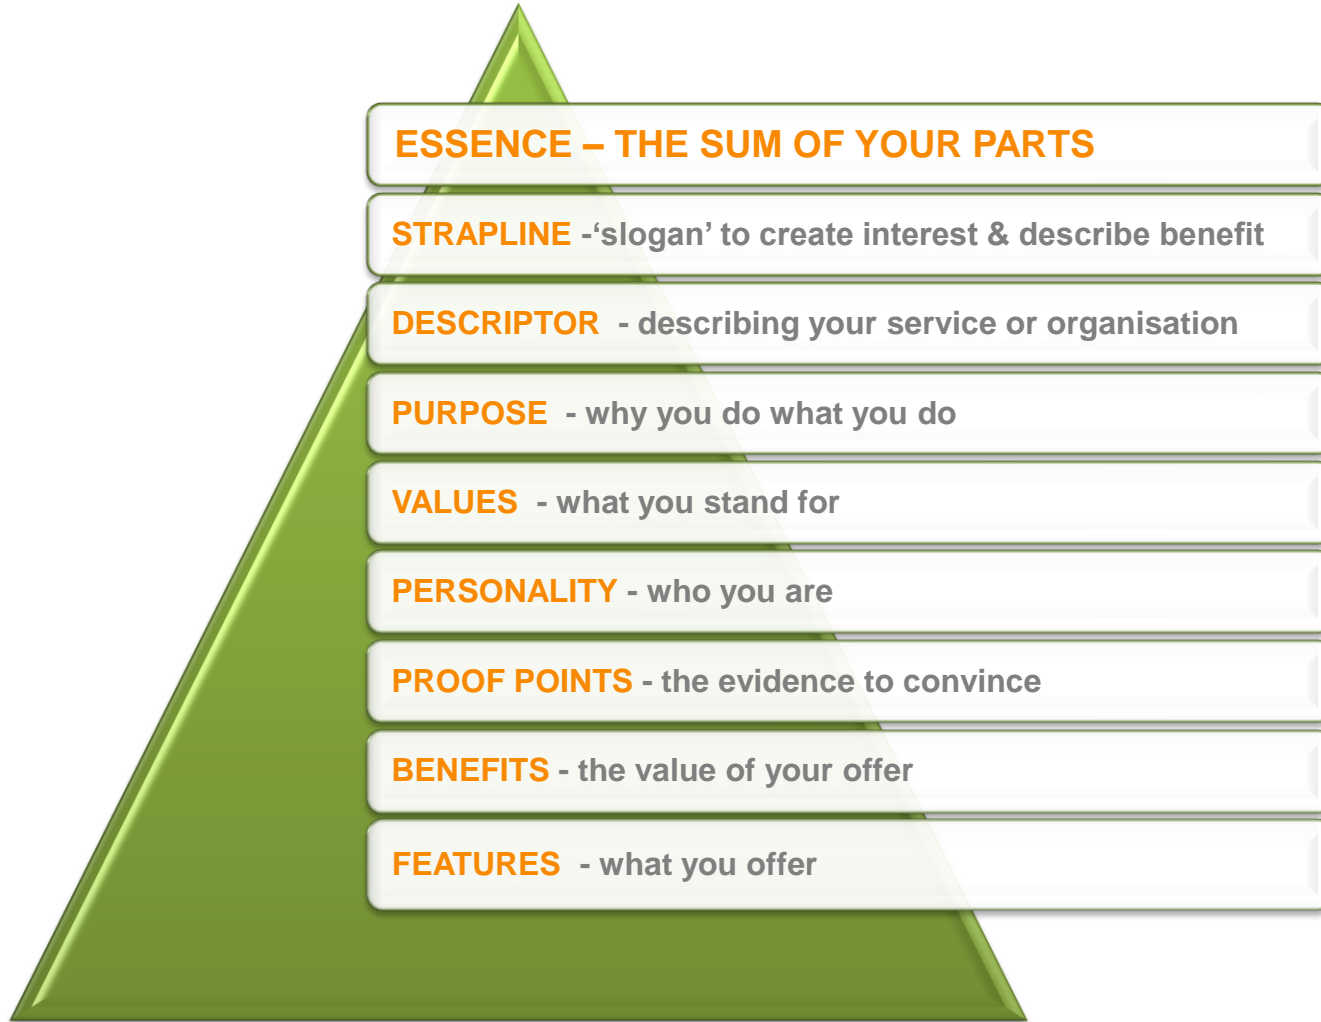 ESSENCE – THE SUM OF YOUR PARTS
STRAPLINE -‘slogan’ to create interest & describe benefit
DESCRIPTOR - describing your service or organisation
PURPOSE - why you do what you do
VALUES - what you stand for
PERSONALITY - who you are
PROOF POINTS - the evidence to convince
BENEFITS - the value of your offer
FEATURES - what you offer